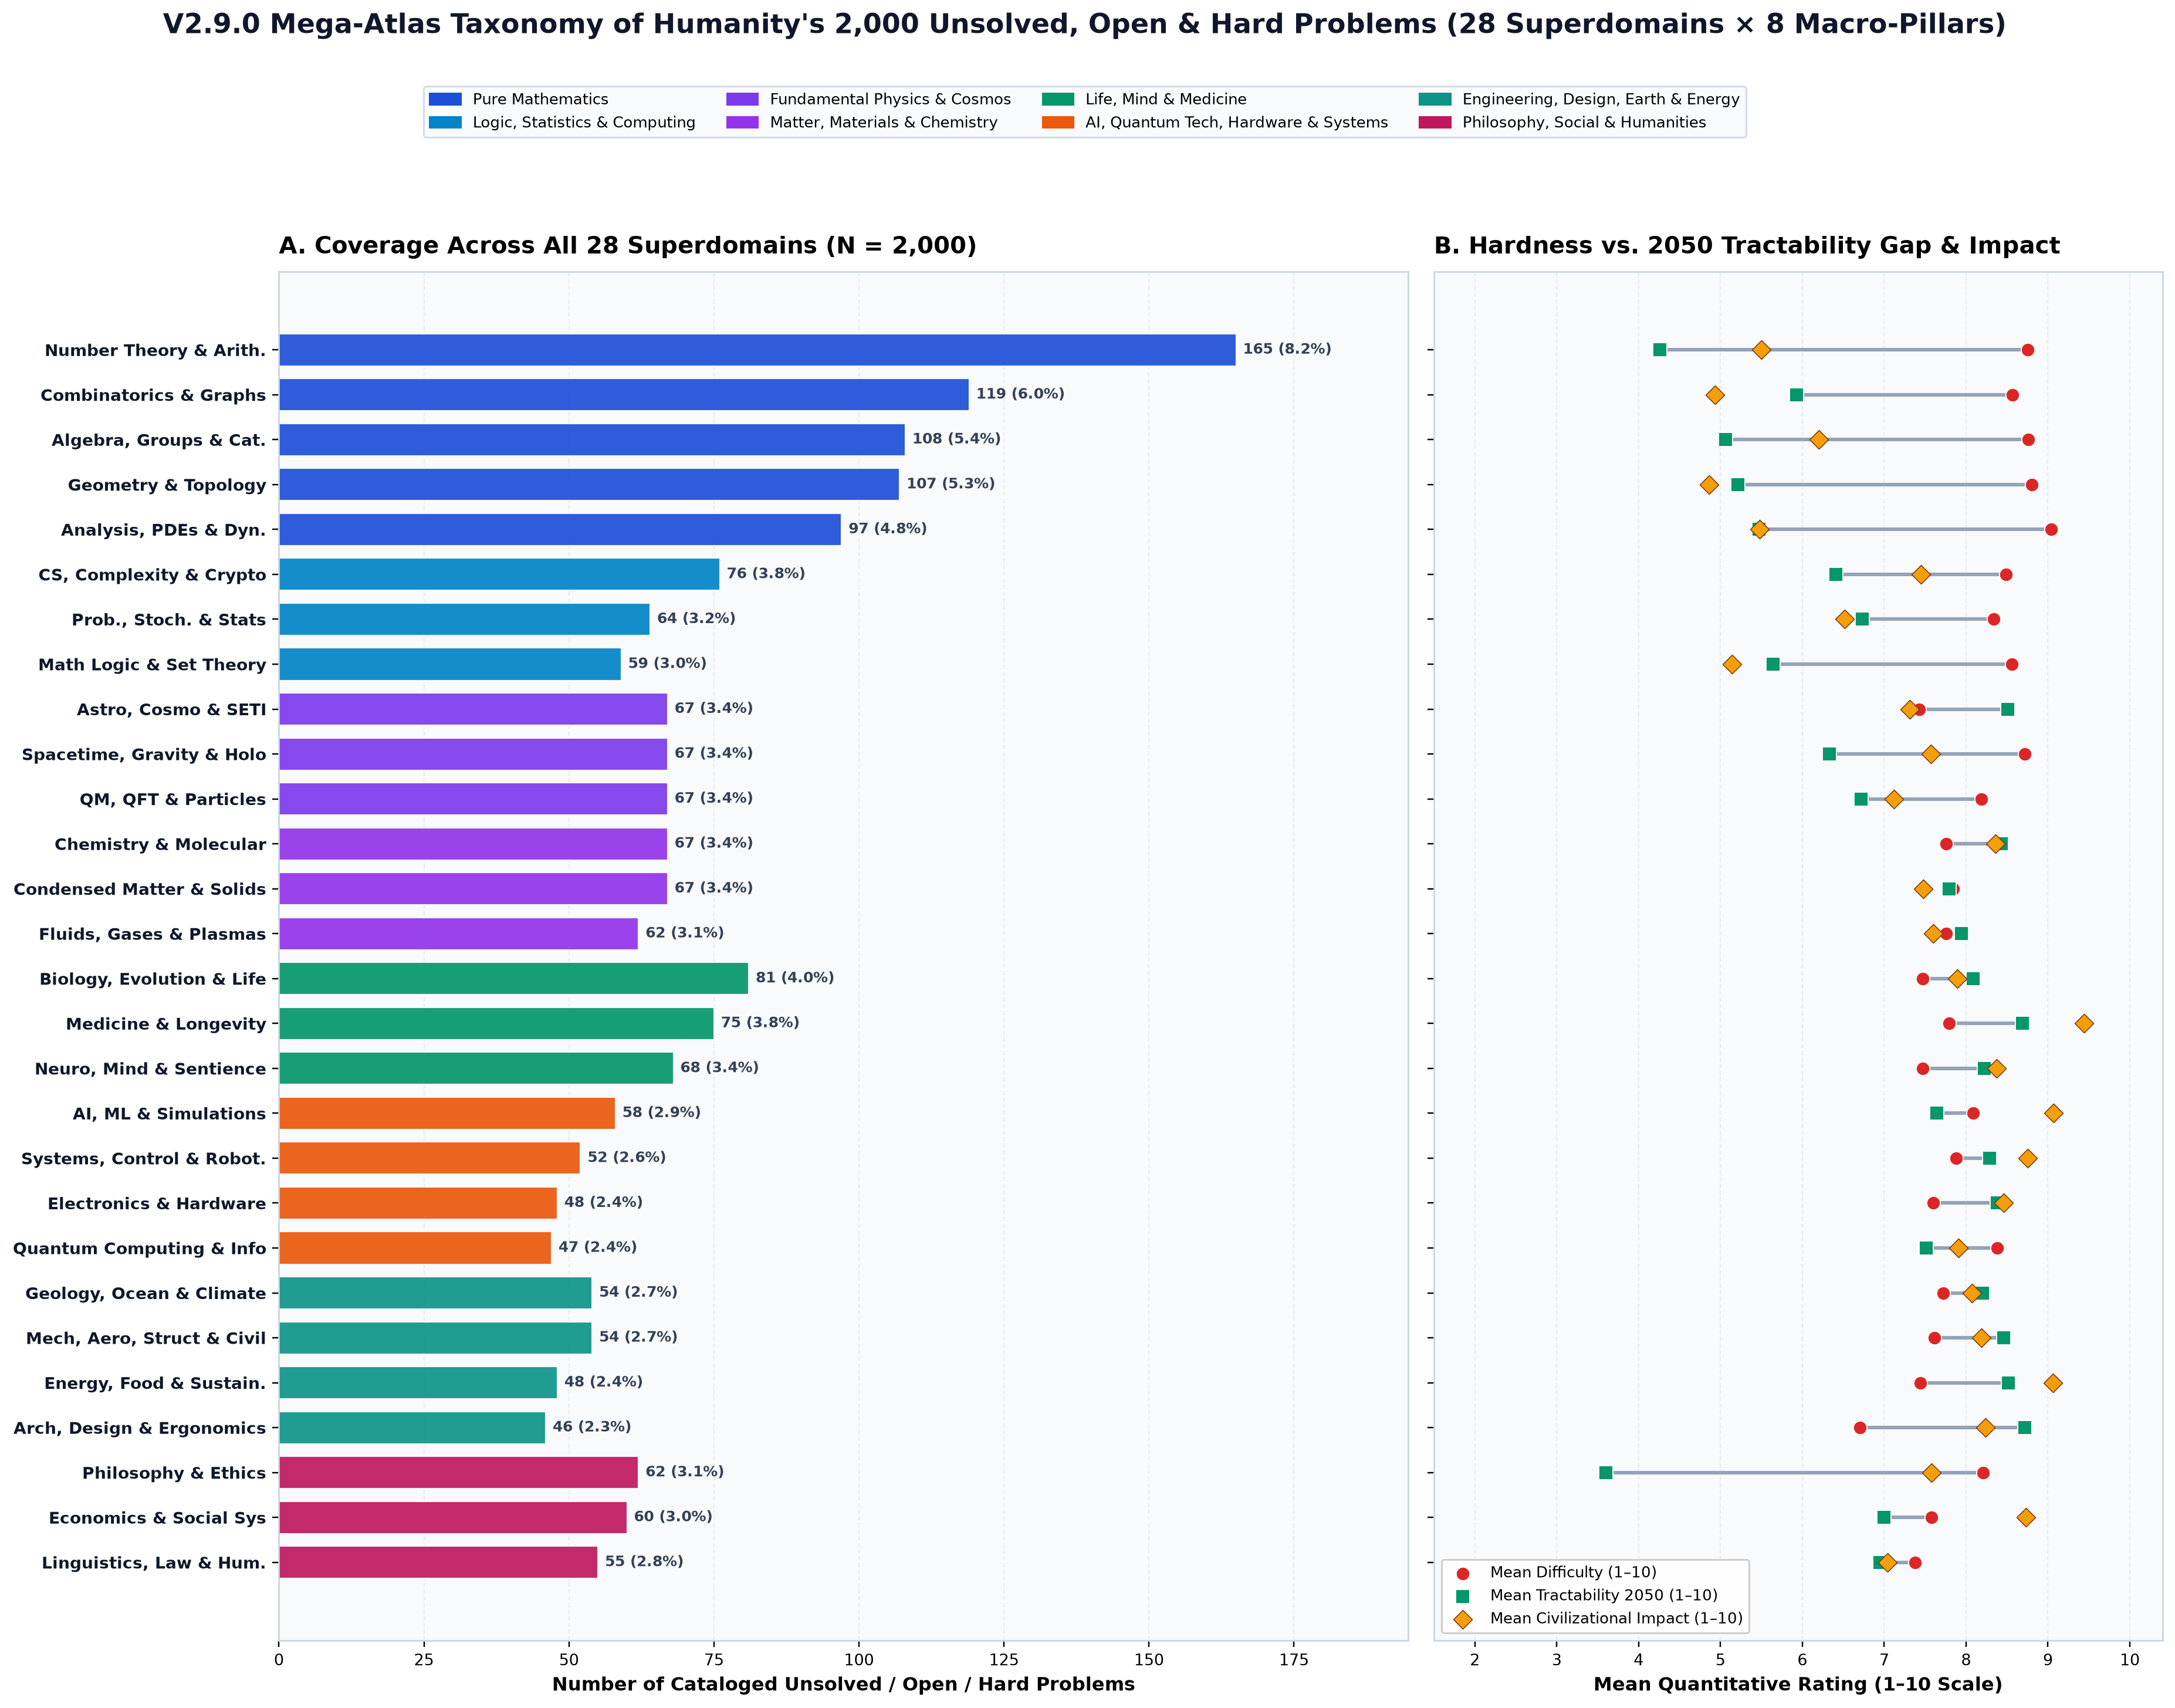 V2.9.0 Mega-Atlas Taxonomy of Humanity's 2,000 Unsolved, Open & Hard Problems (28 Superdomains × 8 Macro-Pillars)
Pure Mathematics
Logic, Statistics & Computing
Fundamental Physics & Cosmos
Matter, Materials & Chemistry
Life, Mind & Medicine
AI, Quantum Tech, Hardware & Systems
Engineering, Design, Earth & Energy
Philosophy, Social & Humanities
A. Coverage Across All 28 Superdomains (N = 2,000)
Number Theory & Arith. 165 (8.2%)
Combinatorics & Graphs 119 (6.0%)
Algebra, Groups & Cat. 108 (5.4%)
Geometry & Topology 107 (5.3%)
Analysis, PDEs & Dyn. 97 (4.8%)
CS, Complexity & Crypto 76 (3.8%)
Prob., Stoch. & Stats 64 (3.2%)
Math Logic & Set Theory 59 (3.0%)
Astro, Cosmo & SETI 67 (3.4%)
Spacetime, Gravity & Holo 67 (3.4%)
QM, QFT & Particles 67 (3.4%)
Chemistry & Molecular 67 (3.4%)
Condensed Matter & Solids 67 (3.4%)
Fluids, Gases & Plasmas 62 (3.1%)
Biology, Evolution & Life 81 (4.0%)
Medicine & Longevity 75 (3.8%)
Neuro, Mind & Sentience 68 (3.4%)
AI, ML & Simulations 58 (2.9%)
Systems, Control & Robot. 52 (2.6%)
Electronics & Hardware 48 (2.4%)
Quantum Computing & Info 47 (2.4%)
Geology, Ocean & Climate 54 (2.7%)
Mech, Aero, Struct & Civil 54 (2.7%)
Energy, Food & Sustain. 48 (2.4%)
Arch, Design & Ergonomics 46 (2.3%)
Philosophy & Ethics 62 (3.1%)
Economics & Social Sys 60 (3.0%)
Linguistics, Law & Hum. 55 (2.8%)
0 25 50 75 100 125 150 175
Number of Cataloged Unsolved / Open / Hard Problems
B. Hardness vs. 2050 Tractability Gap & Impact
Mean Difficulty (1–10)
Mean Tractability 2050 (1–10)
Mean Civilizational Impact (1–10)
2 3 4 5 6 7 8 9 10
Mean Quantitative Rating (1–10 Scale)